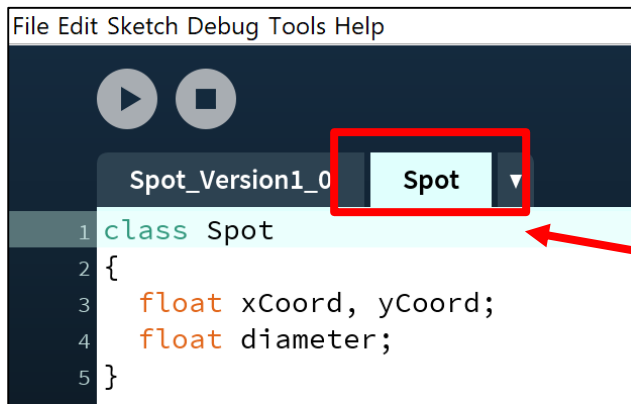 File Edit Sketch Debug Tools Help
Spot_Version1_0 Spot ▼
1 class Spot
2 {
3   float xCoord, yCoord;
4   float diameter;
5 }